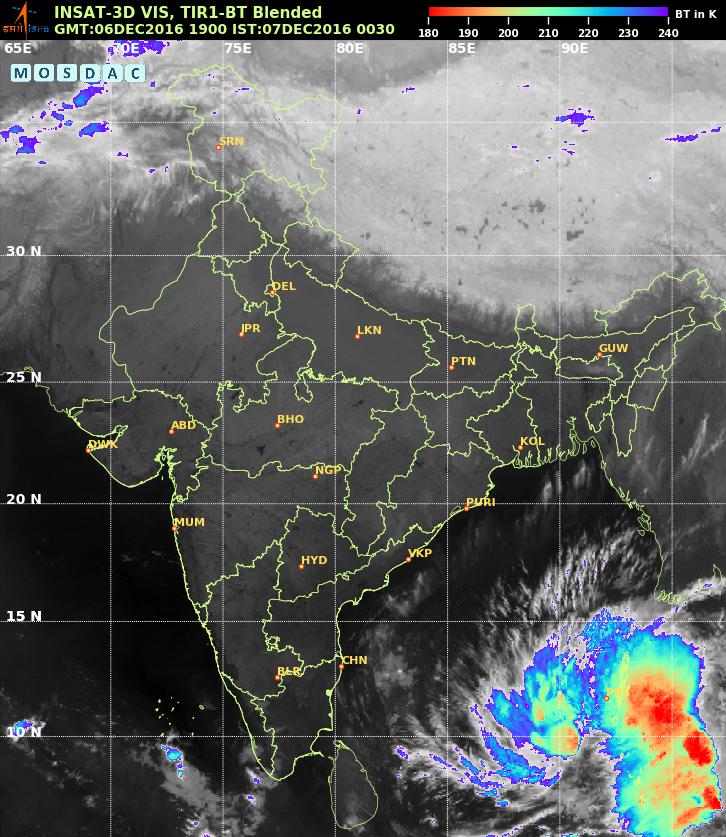 INSAT-3D VIS, TIR1-BT Blended
GMT:06DEC2016 1900 IST:07DEC2016 0030
BT in K
180 190 200 210 220 230 240
65E 70E 75E 80E 85E 90E
MOSDAC
SRN
30 N
DEL
JPR LKN
GUW
PTN
25 N
BHO
ABD
DWK KOL
NGP
20 N PURI
MUM
VKP
HYD
15 N
CHN
BLR
10 N